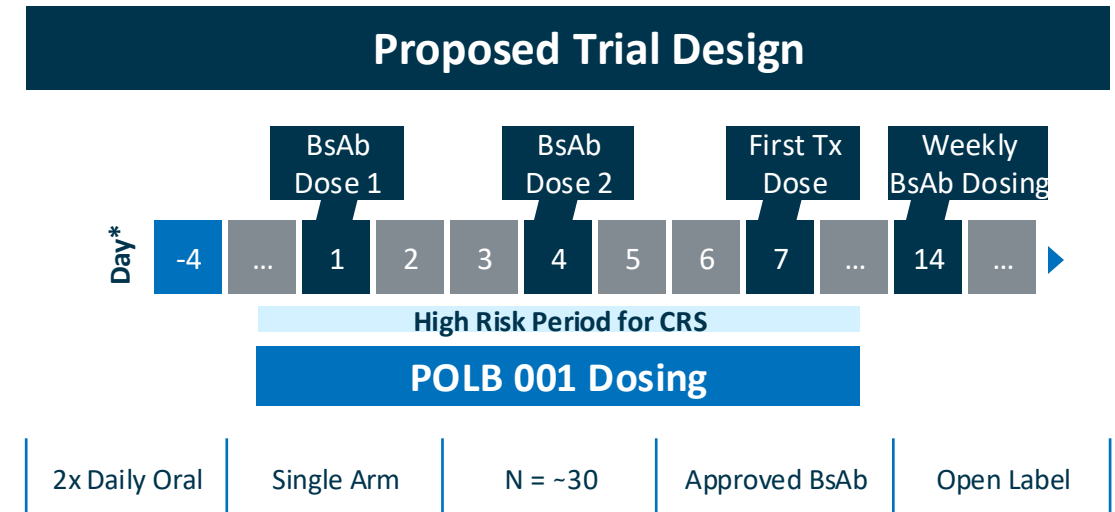 Proposed Trial Design
BsAb
Dose 1
BsAb
Dose 2
First Tx
Dose
Weekly
BsAb Dosing
Day*
-4 ... 1 2 3 4 5 6 7 ... 14 ...
High Risk Period for CRS
POLB 001 Dosing
2x Daily Oral Single Arm N = ~30 Approved BsAb Open Label